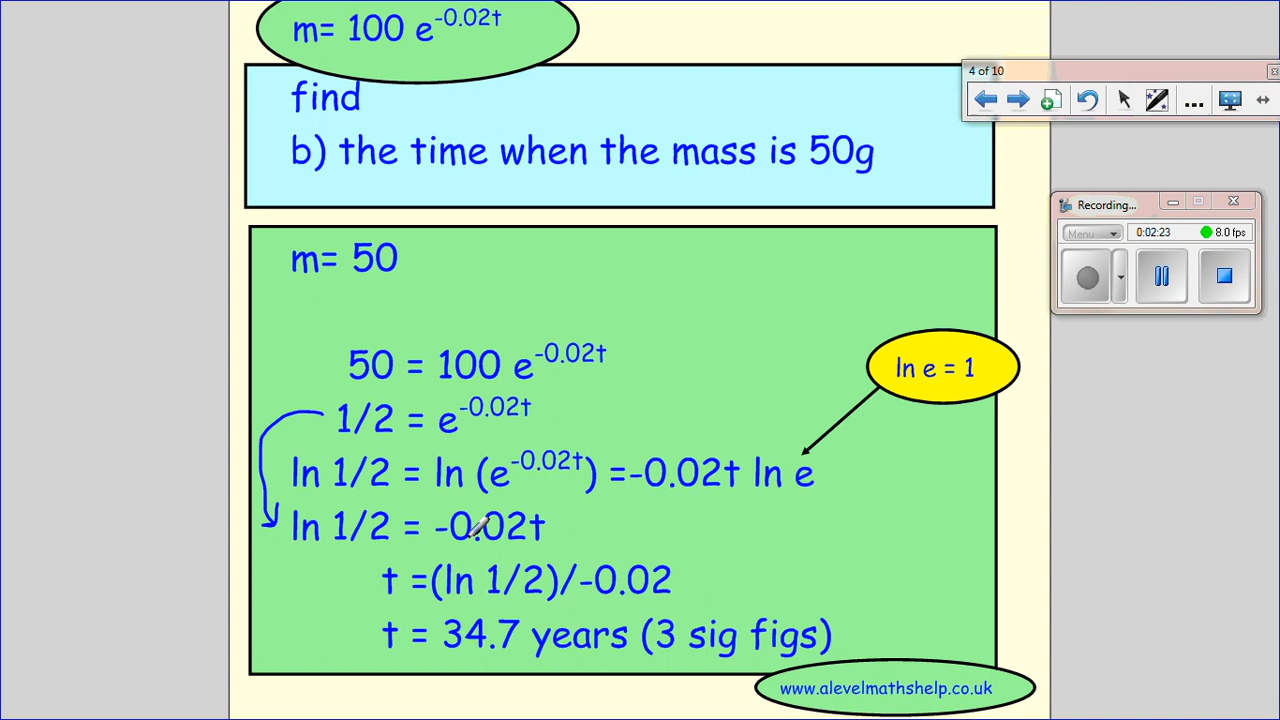 m= 100 e^-0.02t
find
b) the time when the mass is 50g
4 of 10
Recording...
Menu
0:02:23
8.0 fps
m= 50
50 = 100 e^-0.02t
ln e = 1
1/2 = e^-0.02t
ln 1/2 = ln (e^-0.02t) =-0.02t ln e
ln 1/2 = -0.02t
t =(ln 1/2)/-0.02
t = 34.7 years (3 sig figs)
www.alevelmathshelp.co.uk